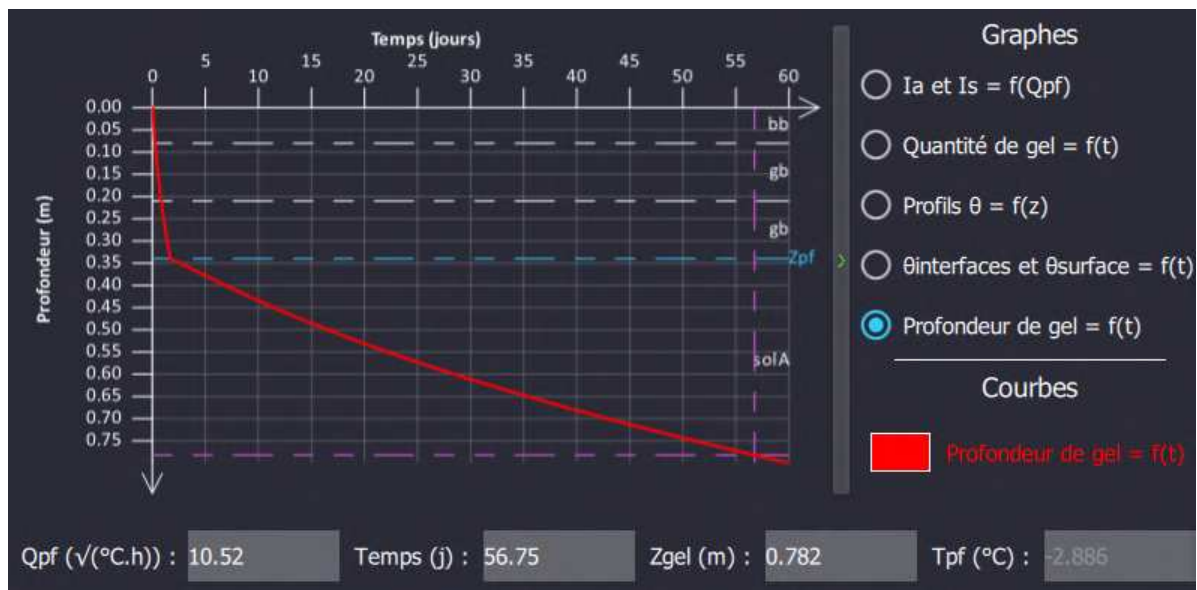 Temps (jours)
5 15 25 35 45 55
0 10 20 30 40 50 60
Profondeur (m)
0.00
0.05
0.10
0.15
0.20
0.25
0.30
0.35
0.40
0.45
0.50
0.55
0.60
0.65
0.70
0.75
bb
gb
gb
Zpf
solA
Graphes
Ia et Is = f(Qpf)
Quantité de gel = f(t)
Profils θ = f(z)
θinterfaces et θsurface = f(t)
Profondeur de gel = f(t)
Courbes
Profondeur de gel = f(t)
Qpf (√(°C.h)) : 10.52 Temps (j) : 56.75 Zgel (m) : 0.782 Tpf (°C) : -2.886